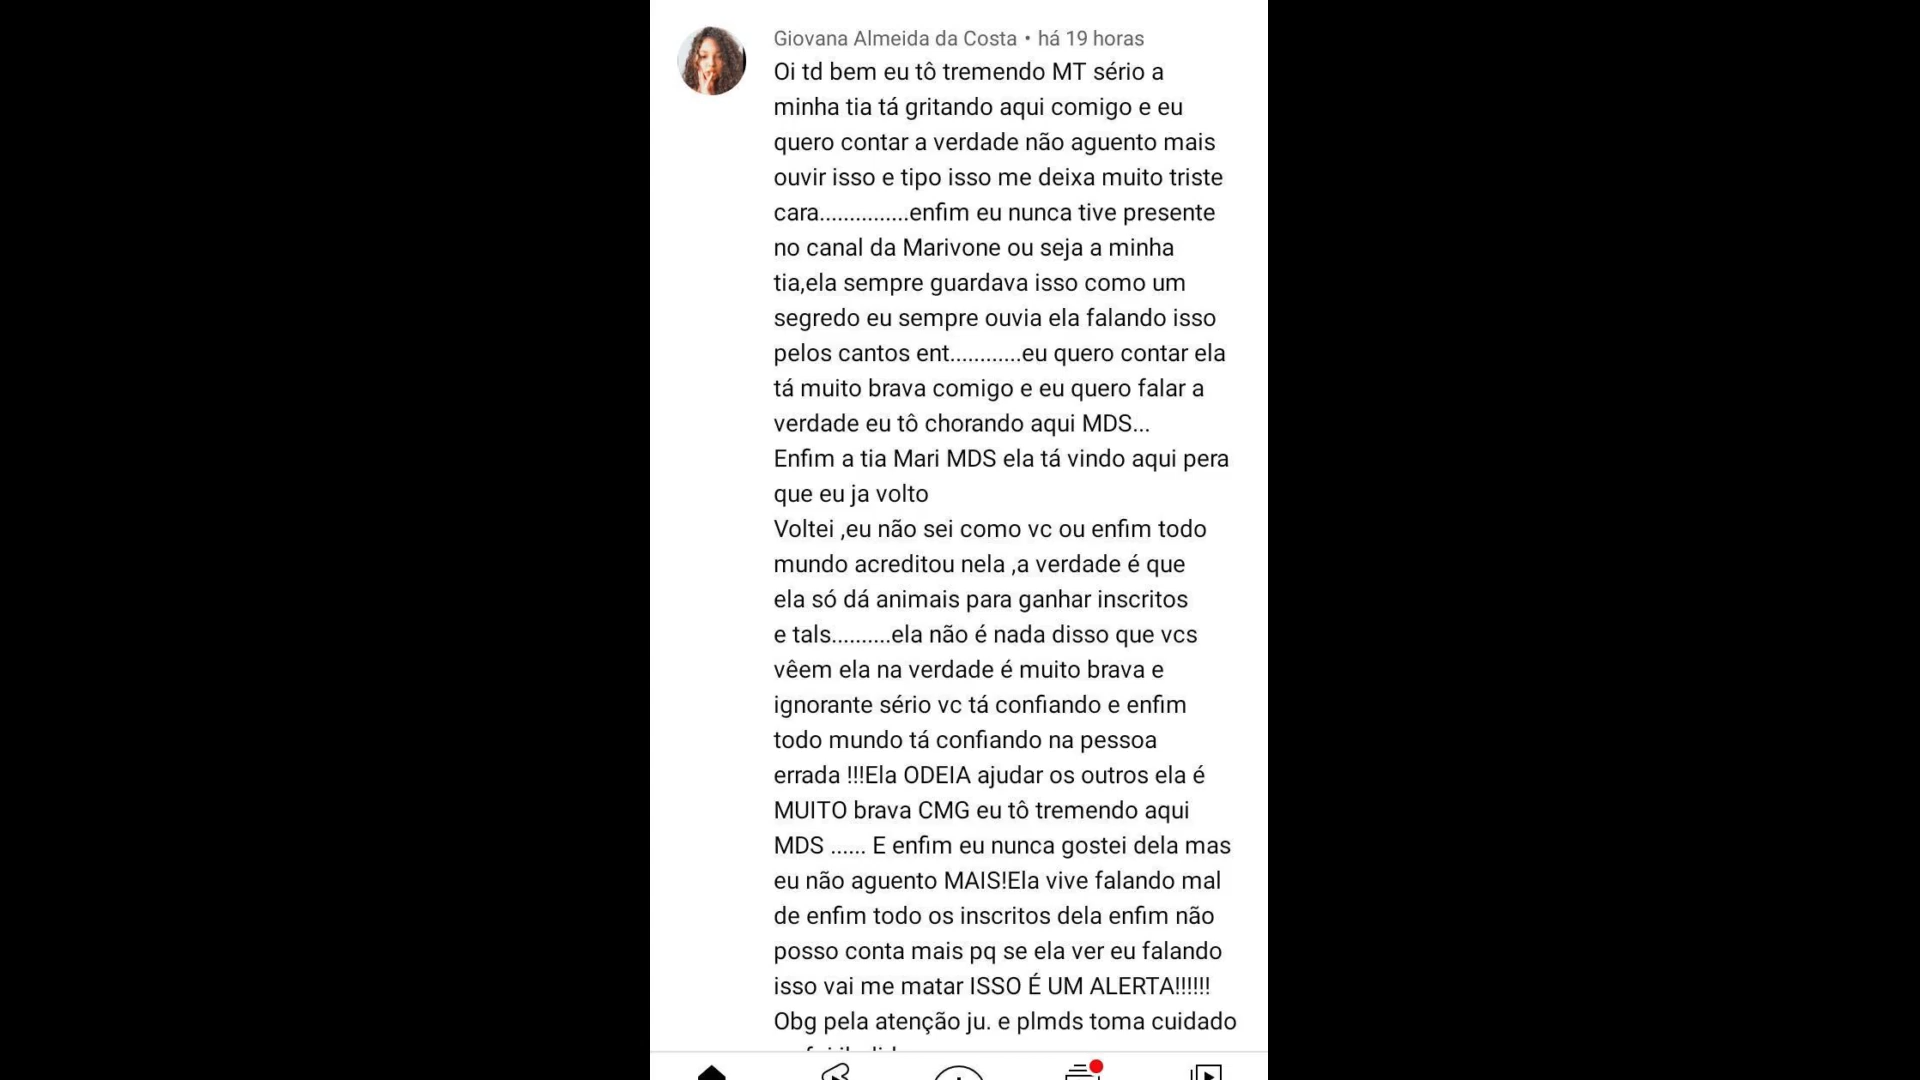 Giovana Almeida da Costa • há 19 horas
Oi td bem eu tô tremendo MT sério a
minha tia tá gritando aqui comigo e eu
quero contar a verdade não aguento mais
ouvir isso e tipo isso me deixa muito triste
cara...............enfim eu nunca tive presente
no canal da Marivone ou seja a minha
tia,ela sempre guardava isso como um
segredo eu sempre ouvia ela falando isso
pelos cantos ent............eu quero contar ela
tá muito brava comigo e eu quero falar a
verdade eu tô chorando aqui MDS...
Enfim a tia Mari MDS ela tá vindo aqui pera
que eu ja volto
Voltei ,eu não sei como vc ou enfim todo
mundo acreditou nela ,a verdade é que
ela só dá animais para ganhar inscritos
e tals..........ela não é nada disso que vcs
vêem ela na verdade é muito brava e
ignorante sério vc tá confiando e enfim
todo mundo tá confiando na pessoa
errada !!!Ela ODEIA ajudar os outros ela é
MUITO brava CMG eu tô tremendo aqui
MDS ...... E enfim eu nunca gostei dela mas
eu não aguento MAIS!Ela vive falando mal
de enfim todo os inscritos dela enfim não
posso conta mais pq se ela ver eu falando
isso vai me matar ISSO É UM ALERTA!!!!!!
Obg pela atenção ju. e plmds toma cuidado